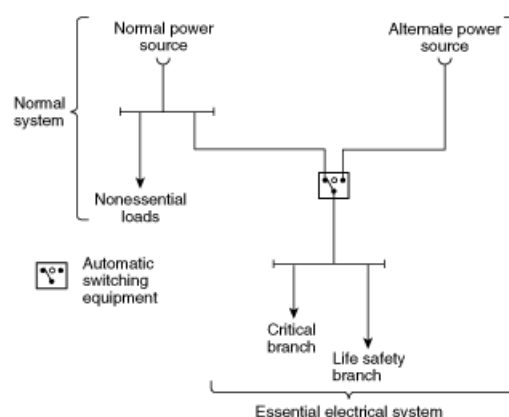 Normal power
source
Alternate power
source
Normal
system
Nonessential
loads
Automatic
switching
equipment
Critical
branch
Life safety
branch
Essential electrical system